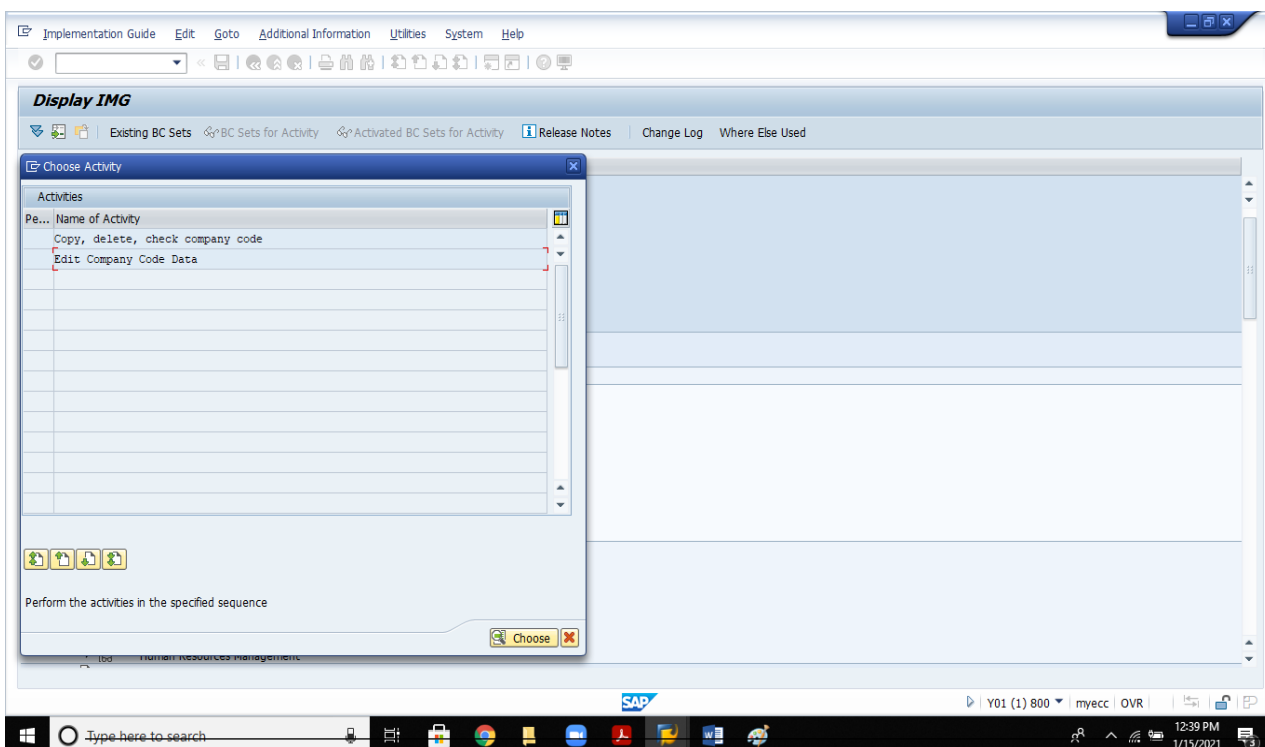 Implementation Guide Edit Goto Additional Information Utilities System Help
Display IMG
Existing BC Sets BC Sets for Activity Activated BC Sets for Activity Release Notes Change Log Where Else Used
Choose Activity
Activities
Pe... Name of Activity
Copy, delete, check company code
Edit Company Code Data
Perform the activities in the specified sequence
Choose
Human Resources Management
SAP
Y01 (1) 800 myecc OVR
Type here to search
12:39 PM
1/15/2021
3